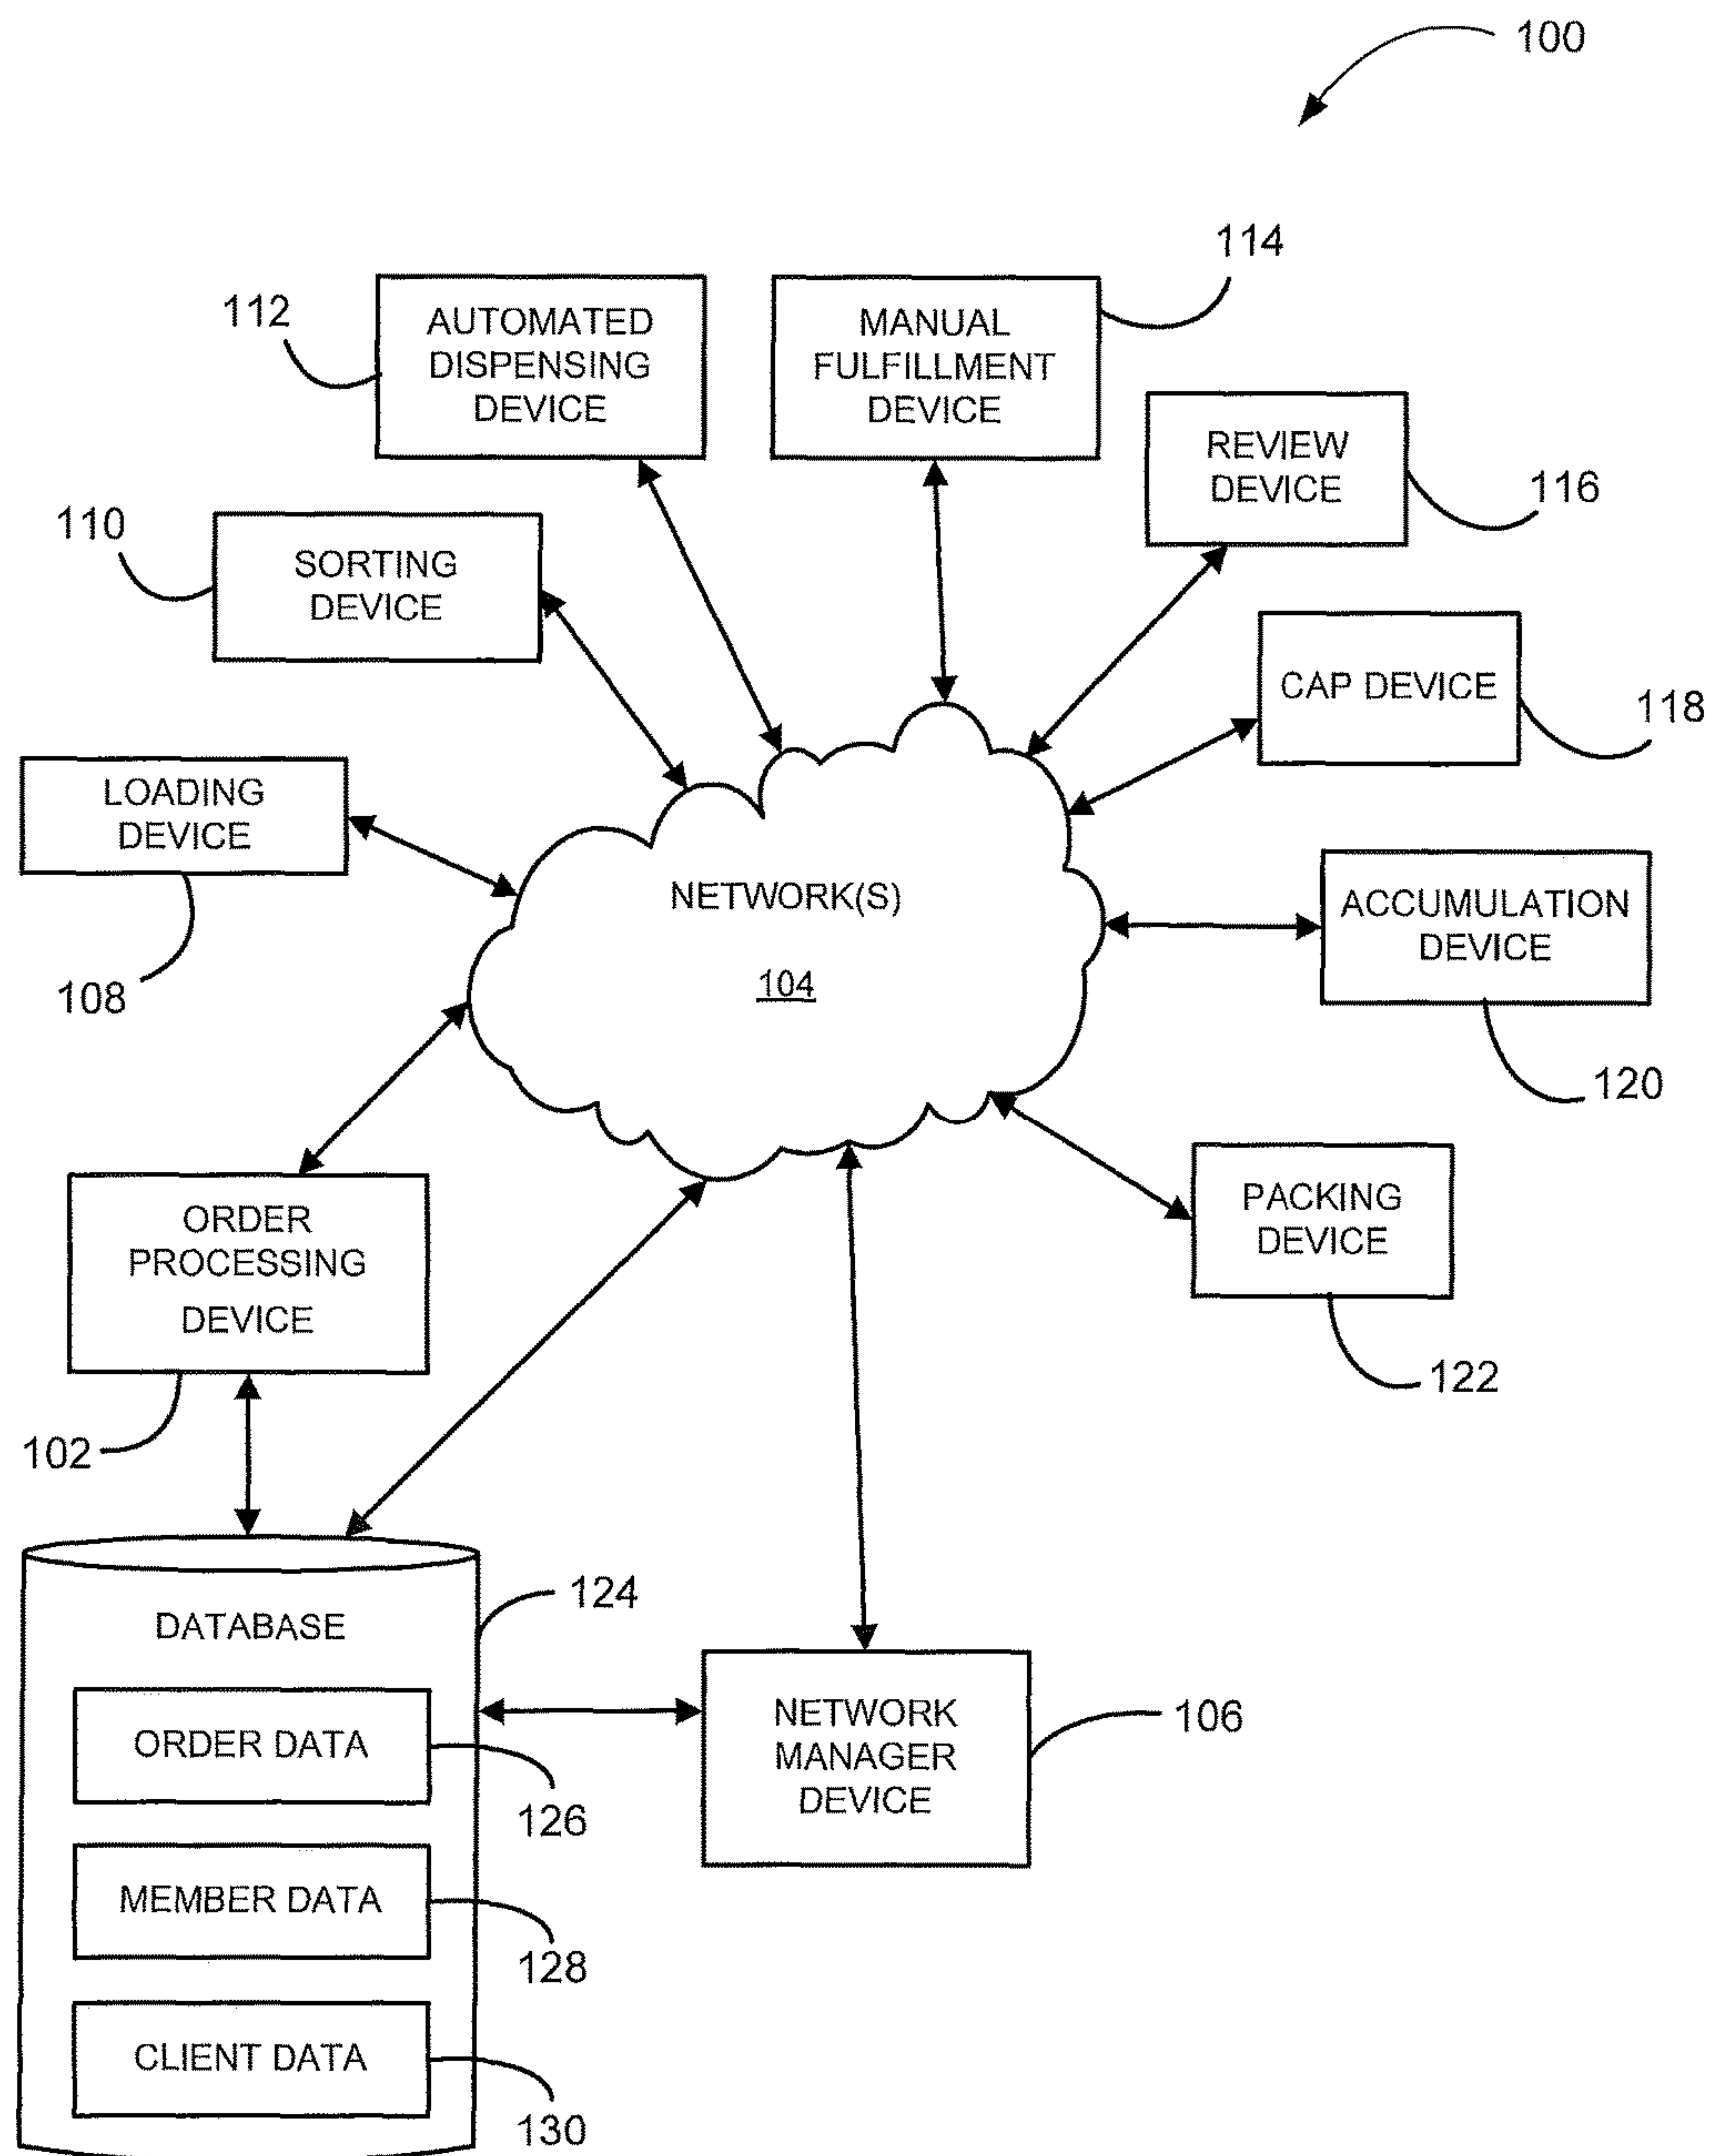 100
114
112
AUTOMATED
DISPENSING
DEVICE
MANUAL
FULFILLMENT
DEVICE
REVIEW
DEVICE
116
110
SORTING
DEVICE
CAP DEVICE
118
LOADING
DEVICE
108
NETWORK(S)
104
ACCUMULATION
DEVICE
120
ORDER
PROCESSING
DEVICE
102
PACKING
DEVICE
122
DATABASE
124
ORDER DATA
126
MEMBER DATA
128
CLIENT DATA
130
NETWORK
MANAGER
DEVICE
106